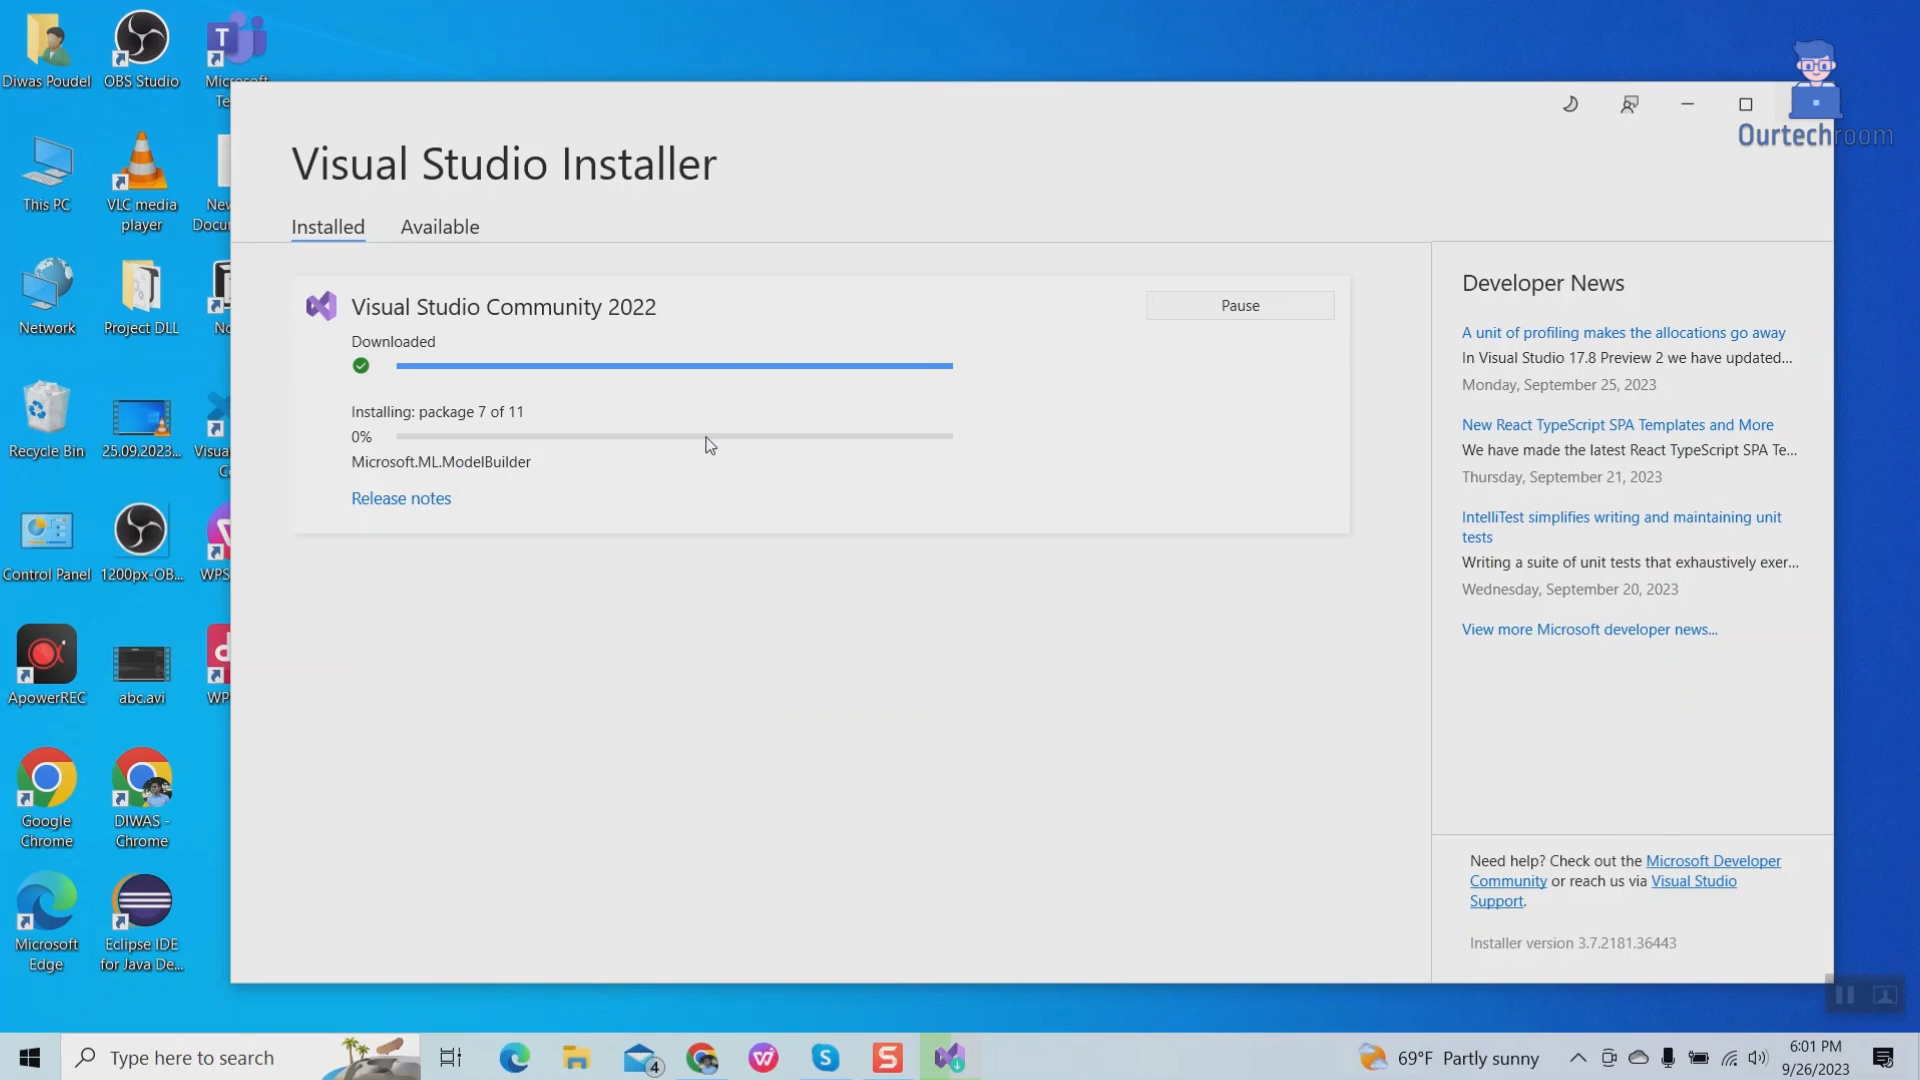 Diwas Poudel
OBS Studio
Microsoft
Te
This PC
VLC media
player
New
Docu
Network
Project DLL
No
Recycle Bin
25.09.2023...
Visua
C
Control Panel
1200px-OB...
WPS
ApowerREC
abc.avi
WP
Google
Chrome
DIWAS -
Chrome
Microsoft
Edge
Eclipse IDE
for Java De...
Ourtechroom
Visual Studio Installer
Installed
Available
Visual Studio Community 2022
Pause
Downloaded
Installing: package 7 of 11
0%
Microsoft.ML.ModelBuilder
Release notes
Developer News
A unit of profiling makes the allocations go away
In Visual Studio 17.8 Preview 2 we have updated...
Monday, September 25, 2023
New React TypeScript SPA Templates and More
We have made the latest React TypeScript SPA Te...
Thursday, September 21, 2023
IntelliTest simplifies writing and maintaining unit
tests
Writing a suite of unit tests that exhaustively exer...
Wednesday, September 20, 2023
View more Microsoft developer news...
Need help? Check out the Microsoft Developer
Community or reach us via Visual Studio
Support.
Installer version 3.7.2181.36443
Type here to search
4
69°F Partly sunny
6:01 PM
9/26/2023